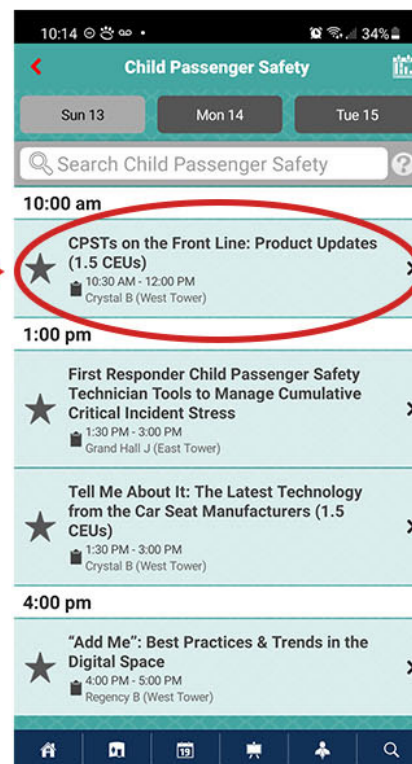 10:14
34%
Child Passenger Safety
Sun 13
Mon 14
Tue 15
Search Child Passenger Safety
?
10:00 am
CPSTs on the Front Line: Product Updates
(1.5 CEUs)
10:30 AM - 12:00 PM
Crystal B (West Tower)
1:00 pm
First Responder Child Passenger Safety
Technician Tools to Manage Cumulative
Critical Incident Stress
1:30 PM - 3:00 PM
Grand Hall J (East Tower)
Tell Me About It: The Latest Technology
from the Car Seat Manufacturers (1.5
CEUs)
1:30 PM - 3:00 PM
Crystal B (West Tower)
4:00 pm
“Add Me”: Best Practices & Trends in the
Digital Space
4:00 PM - 5:00 PM
Regency B (West Tower)
19